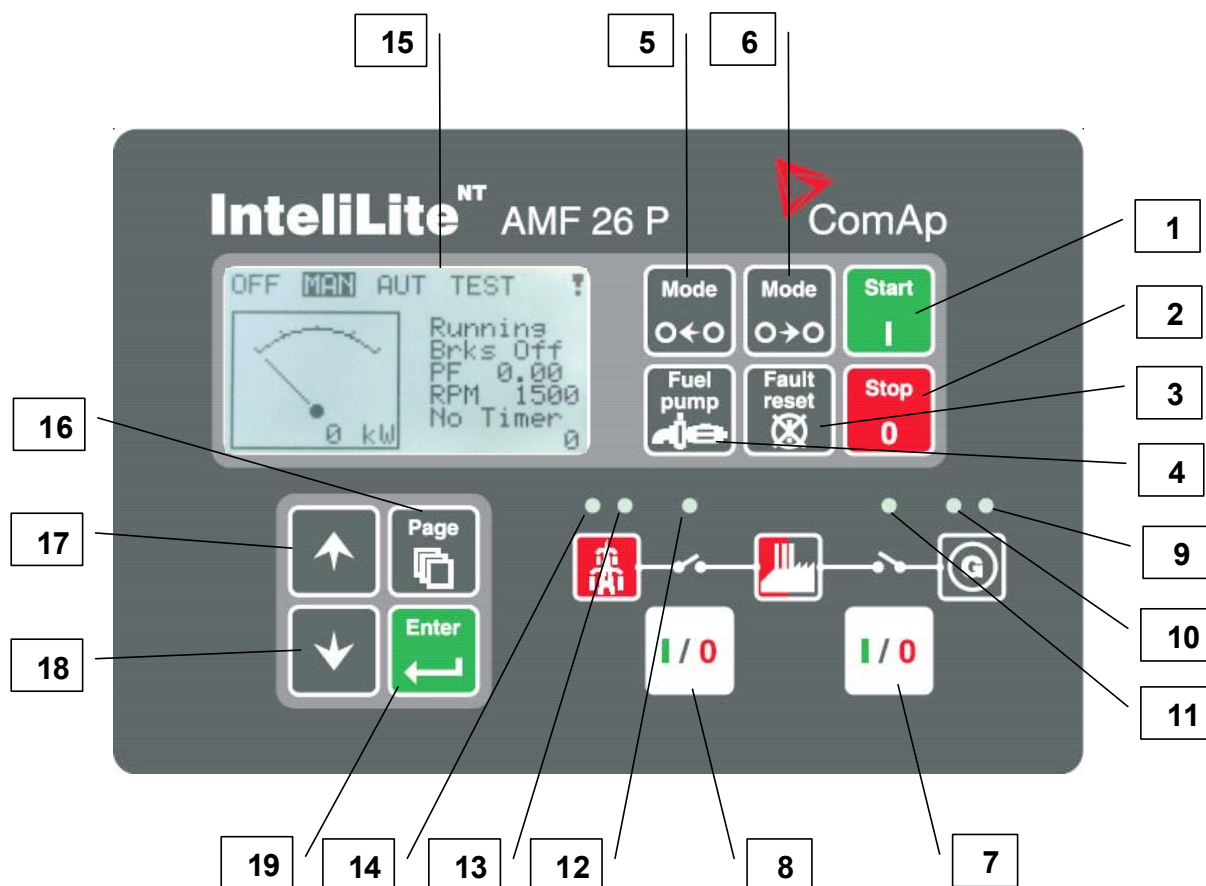 15
5
6
InteliLite NT AMF 26 P
ComAp
1
OFF MAN AUT TEST !
Running
Brks Off
PF 0.00
RPM 1500
No Timer
0
0 kW
Mode
Mode
Start
I
2
Fuel pump
Fault reset
Stop
0
3
16
4
17
Page
9
10
18
Enter
G
I / 0
I / 0
11
19
14
13
12
8
7